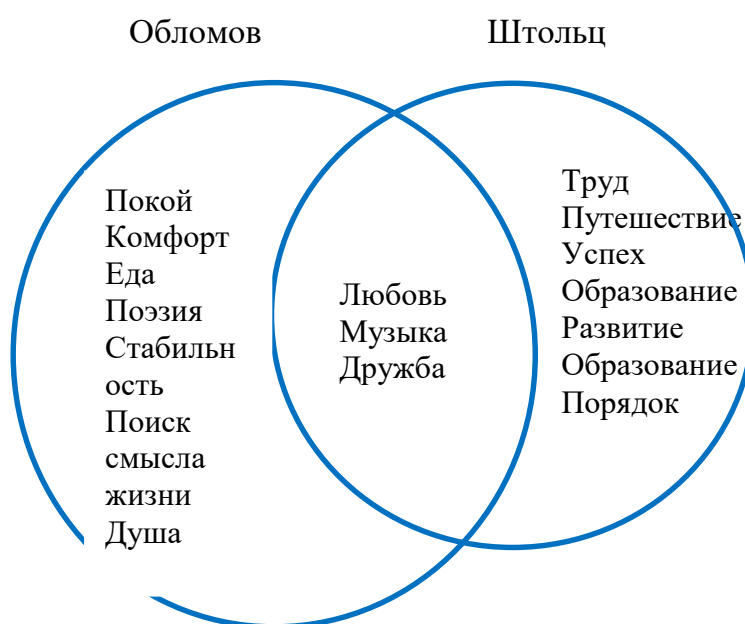 Обломов
Штольц
Покой
Комфорт
Еда
Поэзия
Стабильн
ость
Поиск
смысла
жизни
Душа
Любовь
Музыка
Дружба
Труд
Путешествие
Успех
Образование
Развитие
Образование
Порядок